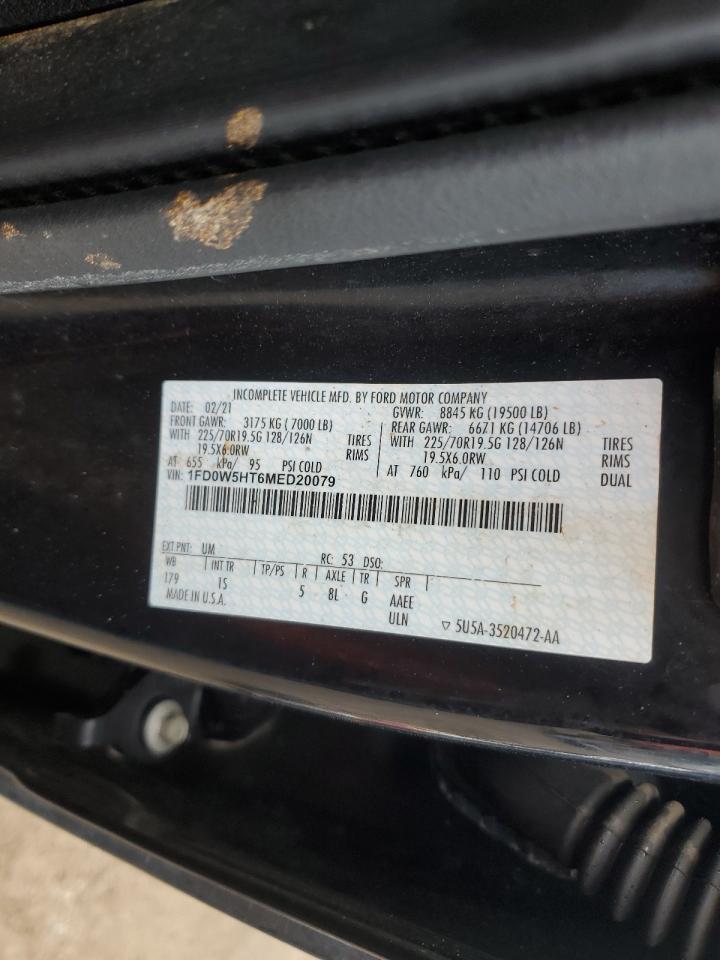 INCOMPLETE VEHICLE MFD. BY FORD MOTOR COMPANY
DATE: 02/21 GVWR: 8845 KG (19500 LB)
FRONT GAWR: 3175 KG (7000 LB) REAR GAWR: 6671 KG (14706 LB)
WITH 225/70R19.5G 128/126N TIRES WITH 225/70R19.5G 128/126N TIRES
19.5X6.0RW RIMS 19.5X6.0RW RIMS
AT 655 kPa/ 95 PSI COLD AT 760 kPa/ 110 PSI COLD DUAL
VIN: 1FD0W5HT6MED20079
EXT PNT: UM RC: 53 DSO:
WB INT TR TP/PS R AXLE TR SPR
179 IS 5 8L G AAEE
MADE IN U.S.A. ULN ▽ 5U5A-3520472-AA